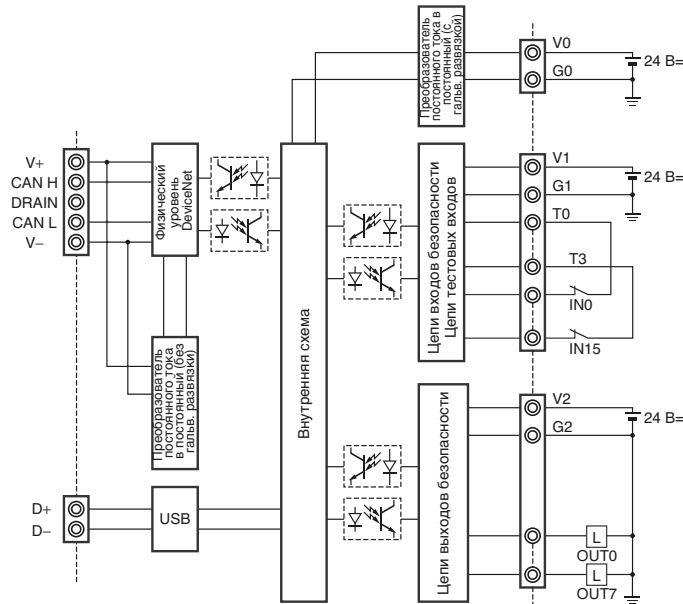 Преобразователь
постоянного тока в
постоянный (с
гальв. развязкой)
V0
G0
24 В=
V+
CAN H
DRAIN
CAN L
V−
Физический
уровень
DeviceNet
Преобразователь
постоянного тока
в постоянный (без
гальв. развязки)
D+
D−
USB
Внутренняя схема
Цепи входов безопасности
Цепи тестовых входов
V1
G1
T0
T3
IN0
IN15
24 В=
Цепи выходов безопасности
V2
G2
24 В=
L
OUT0
L
OUT7